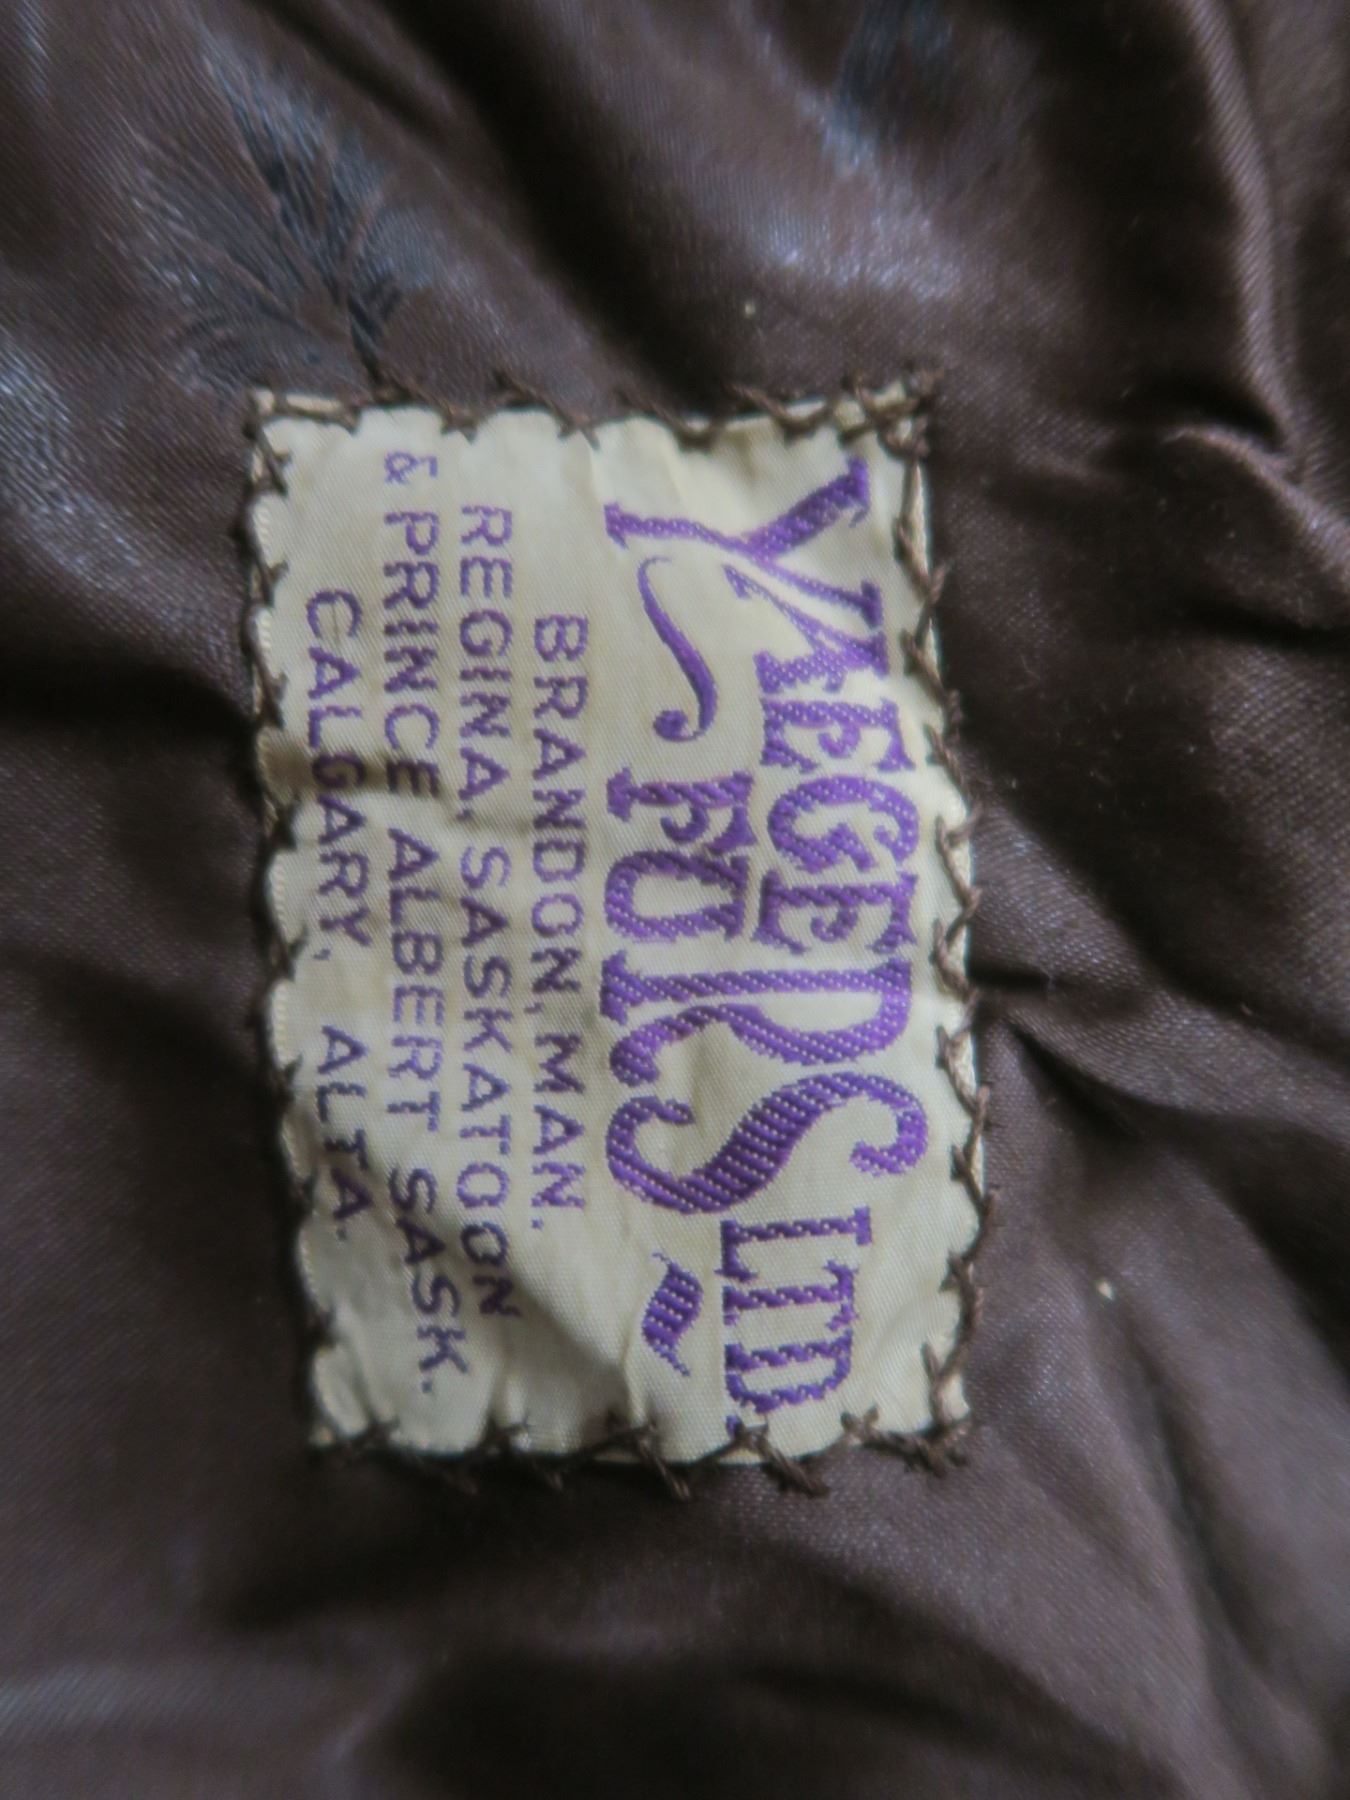 YAEGERS LTD
FURS
BRANDON, MAN.
REGINA, SASKATOON
& PRINCE ALBERT SASK.
CALGARY, ALTA.